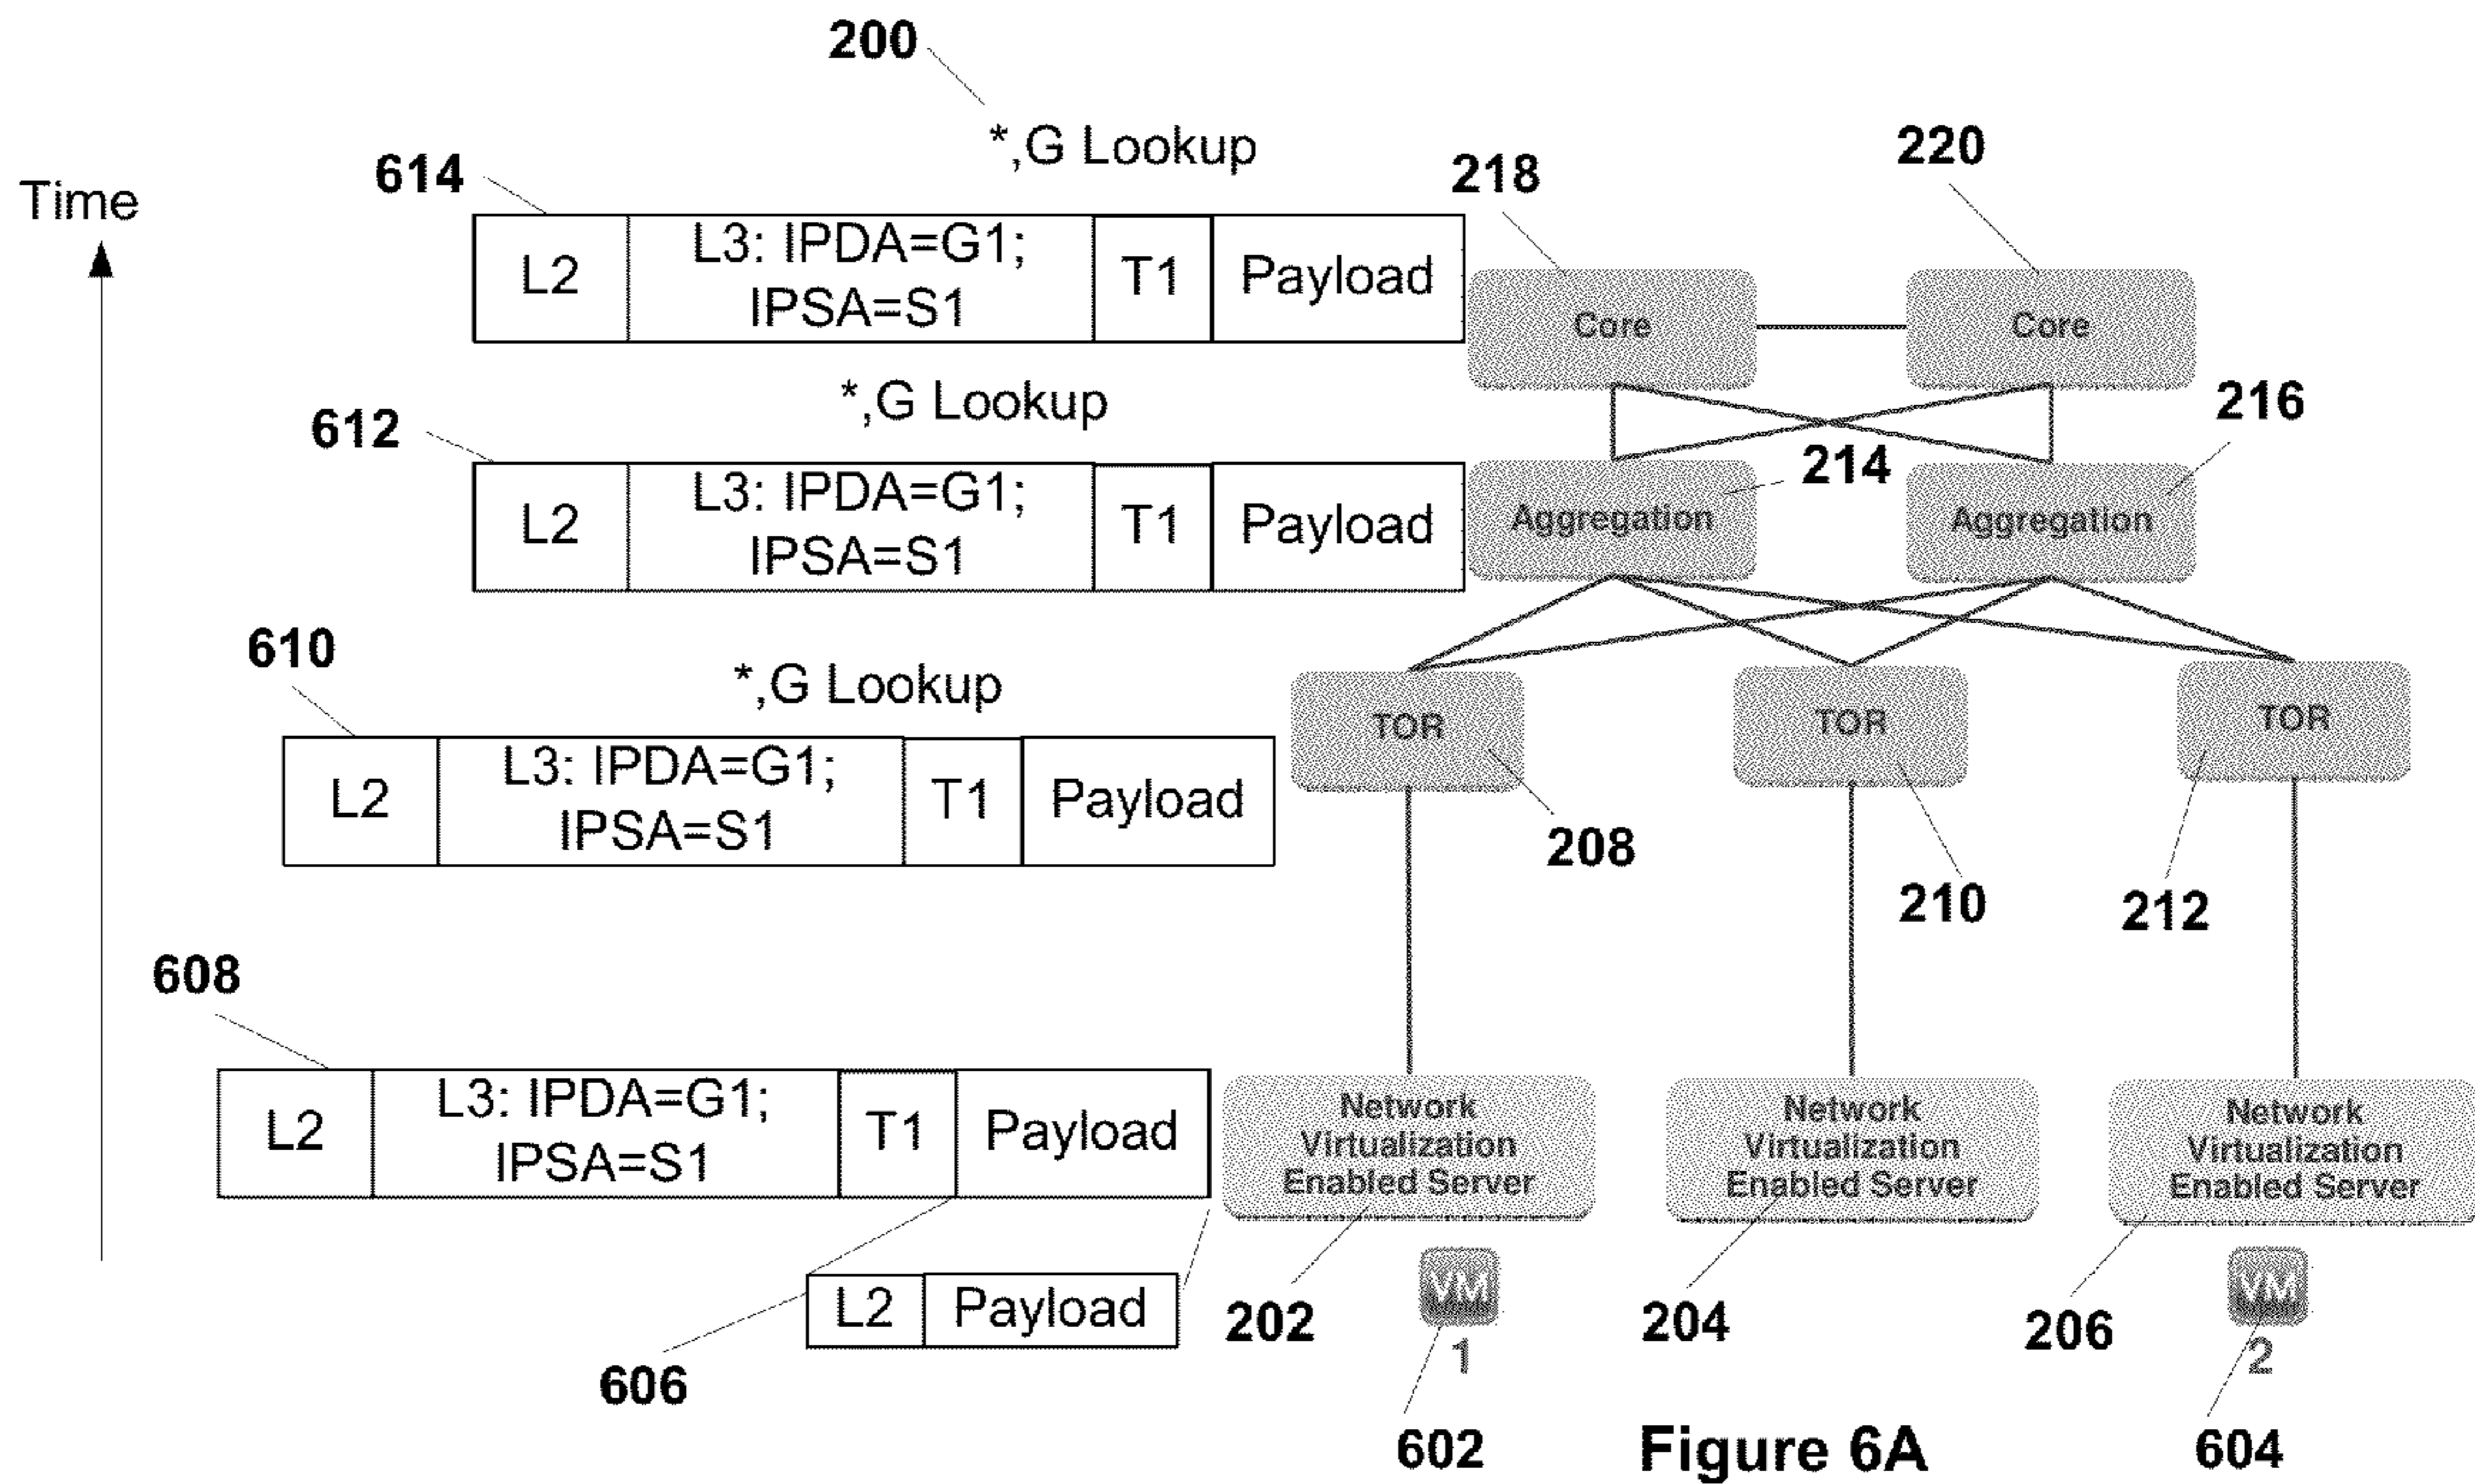 200
*,G Lookup
Time
614
218
220
L2
L3: IPDA=G1;
IPSA=S1
T1
Payload
Core
Core
*,G Lookup
612
214
216
L2
L3: IPDA=G1;
IPSA=S1
T1
Payload
Aggregation
Aggregation
610
*,G Lookup
L2
L3: IPDA=G1;
IPSA=S1
T1
Payload
TOR
TOR
TOR
208
210
212
608
L2
L3: IPDA=G1;
IPSA=S1
T1
Payload
Network
Virtualization
Enabled Server
Network
Virtualization
Enabled Server
Network
Virtualization
Enabled Server
L2
Payload
606
202
VM
1
204
206
VM
2
602
Figure 6A
604